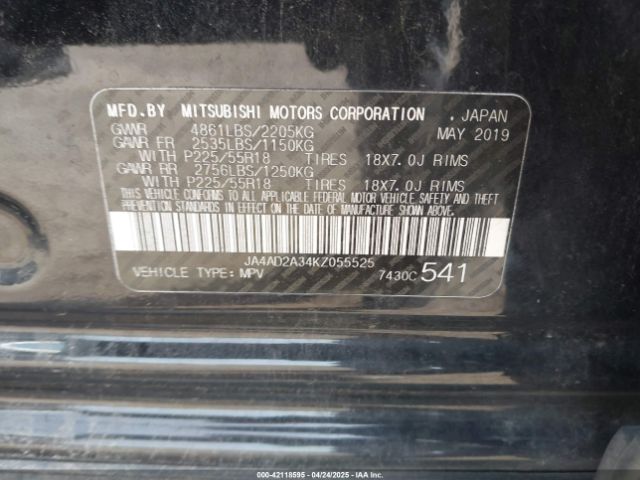 MFD.BY MITSUBISHI MOTORS CORPORATION . JAPAN
GVWR 4861LBS/2205KG MAY 2019
GAWR FR 2535LBS/1150KG
WITH P225/55R18 TIRES 18X7.0J RIMS
GAWR RR 2756LBS/1250KG
WITH P225/55R18 TIRES 18X7.0J RIMS
THIS VEHICLE CONFORMS TO ALL APPLICABLE FEDERAL MOTOR VEHICLE SAFETY AND THEFT
PREVENTION STANDARDS IN EFFECT ON THE DATE OF MANUFACTURE SHOWN ABOVE.
JA4AD2A34KZ055525
VEHICLE TYPE: MPV 7430C 541
000-42118595 - 04/24/2025 - IAAI.COM